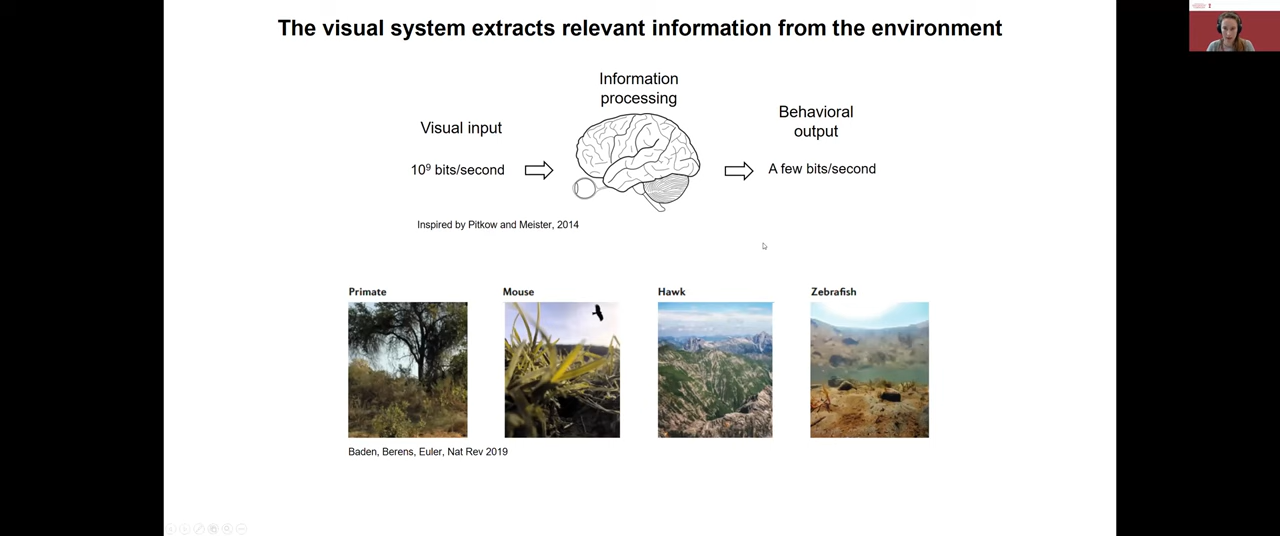 The visual system extracts relevant information from the environment
Information
processing
Behavioral
output
Visual input
10⁹ bits/second
A few bits/second
Inspired by Pitkow and Meister, 2014
Primate
Mouse
Hawk
Zebrafish
Baden, Berens, Euler, Nat Rev 2019